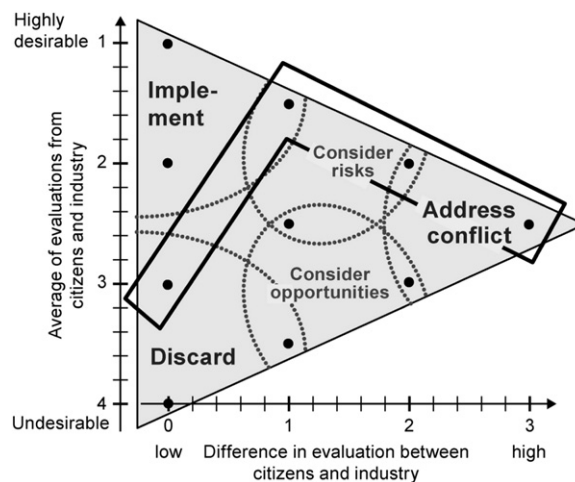 Highly
desirable
1
2
3
4
Undesirable
Average of evaluations from
citizens and industry
Imple-
ment
Consider
risks
Address
conflict
Consider
opportunities
Discard
0
1
2
3
low
Difference in evaluation between
citizens and industry
high